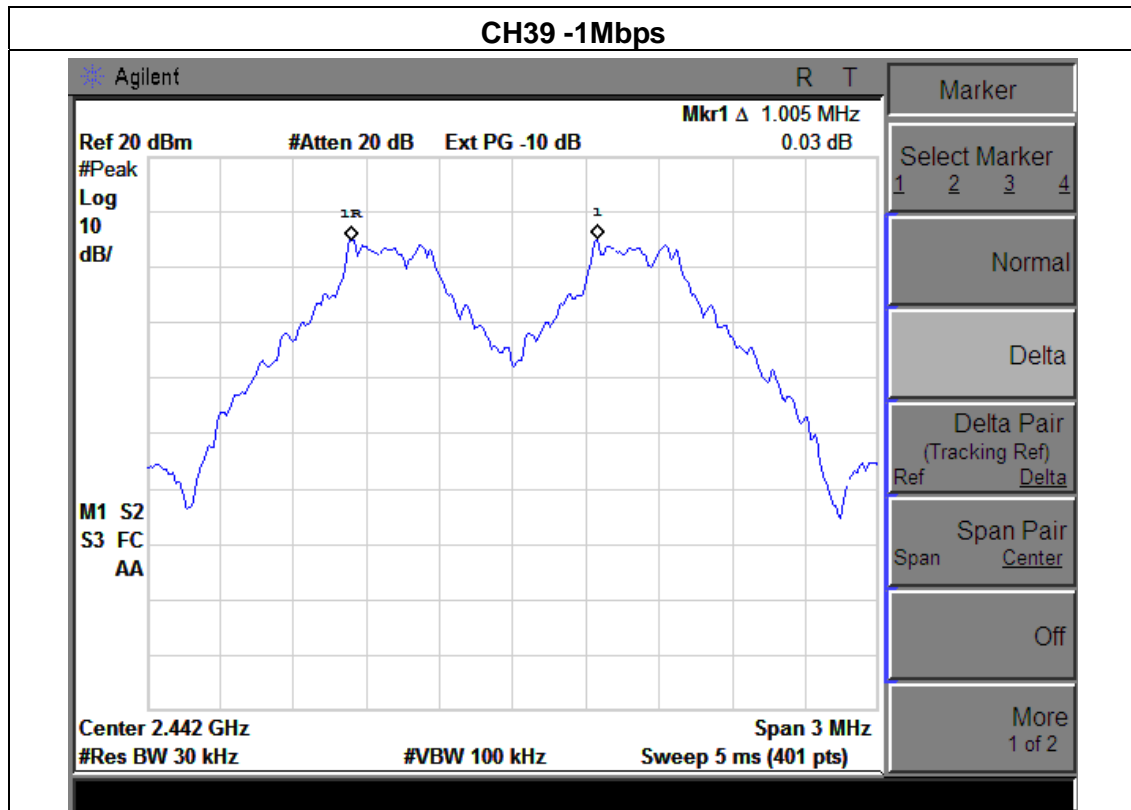 CH39 -1Mbps
Agilent R T
Mkr1 Δ 1.005 MHz
Ref 20 dBm #Atten 20 dB Ext PG -10 dB 0.03 dB
#Peak
Log
10
dB/
1R
1
M1 S2
S3 FC
AA
Center 2.442 GHz Span 3 MHz
#Res BW 30 kHz #VBW 100 kHz Sweep 5 ms (401 pts)
Marker
Select Marker
1 2 3 4
Normal
Delta
Delta Pair
(Tracking Ref)
Ref Delta
Span Pair
Span Center
Off
More
1 of 2